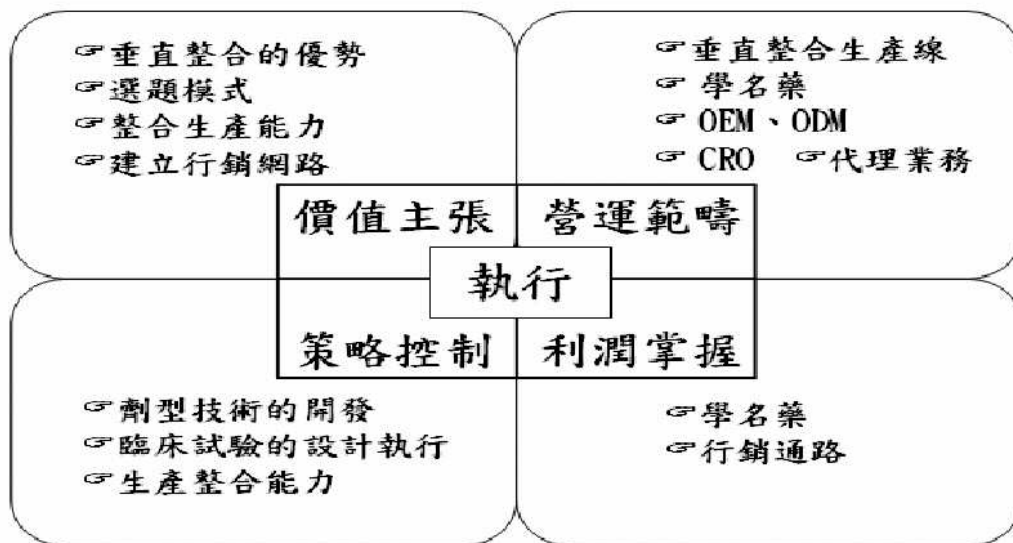 ☞垂直整合的優勢
☞選題模式
☞整合生產能力
☞建立行銷網路
☞垂直整合生產線
☞ 學名藥
☞ OEM、ODM
☞ CRO ☞代理業務
價值主張
營運範疇
執行
策略控制
利潤掌握
☞劑型技術的開發
☞臨床試驗的設計執行
☞生產整合能力
☞學名藥
☞行銷通路